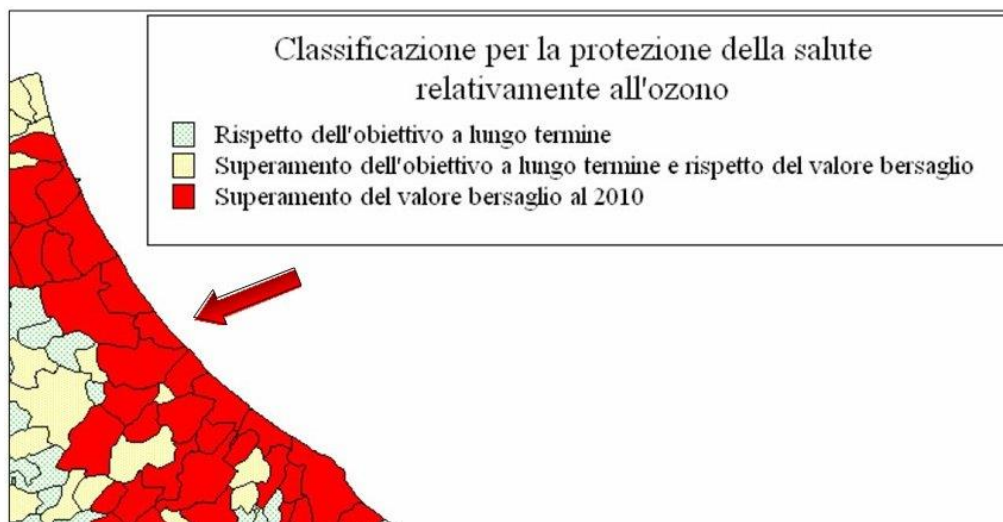 Classificazione per la protezione della salute
relativamente all'ozono
Rispetto dell'obiettivo a lungo termine
Superamento dell'obiettivo a lungo termine e rispetto del valore bersaglio
Superamento del valore bersaglio al 2010